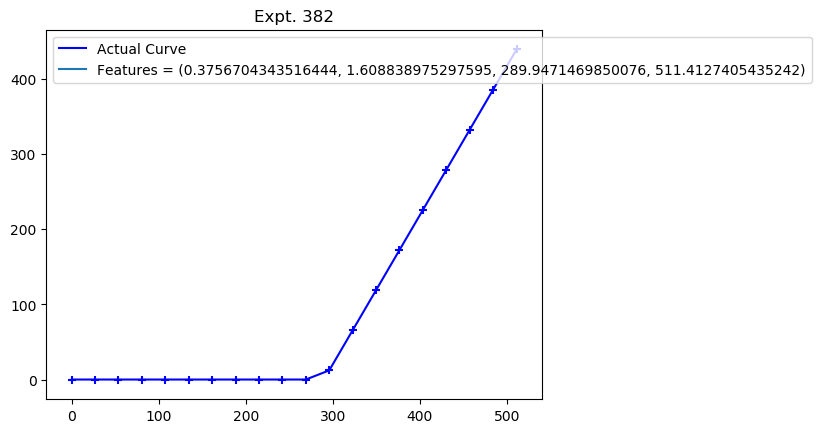 Expt. 382
Actual Curve
Features = (0.3756704343516444, 1.608838975297595, 289.9471469850076, 511.4127405435242)
400
300
200
100
0
0 100 200 300 400 500